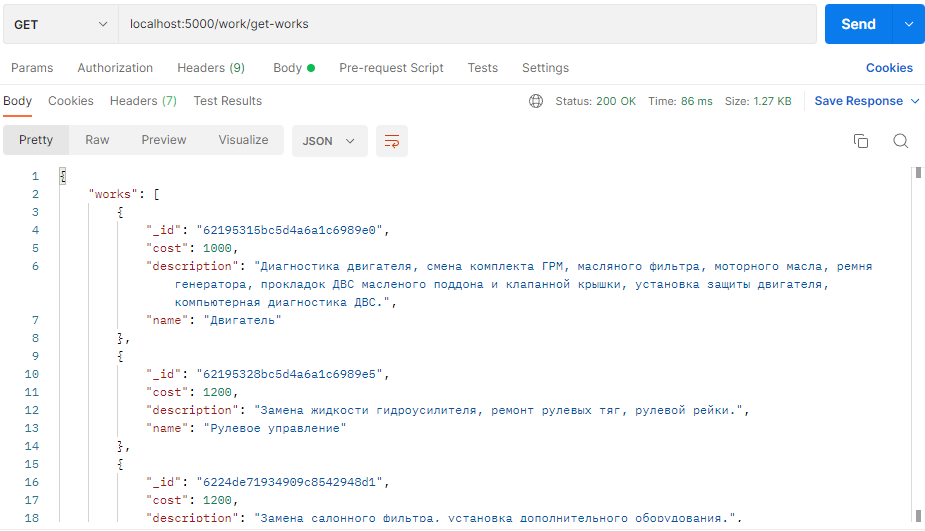 GET localhost:5000/work/get-works Send
Params Authorization Headers (9) Body Pre-request Script Tests Settings Cookies
Body Cookies Headers (7) Test Results Status: 200 OK Time: 86 ms Size: 1.27 KB Save Response
Pretty Raw Preview Visualize JSON
1 {
2 "works": [
3 {
4 "_id": "62195315bc5d4a6a1c6989e0",
5 "cost": 1000,
6 "description": "Диагностика двигателя, смена комплекта ГРМ, масляного фильтра, моторного масла, ремня
генератора, прокладок ДВС масленого поддона и клапанной крышки, установка защиты двигателя,
компьютерная диагностика ДВС.",
7 "name": "Двигатель"
8 },
9 {
10 "_id": "62195328bc5d4a6a1c6989e5",
11 "cost": 1200,
12 "description": "Замена жидкости гидроусилителя, ремонт рулевых тяг, рулевой рейки.",
13 "name": "Рулевое управление"
14 },
15 {
16 "_id": "6224de71934909c8542948d1",
17 "cost": 1200,
18 "description": "Замена салонного фильтра, установка дополнительного оборудования.",